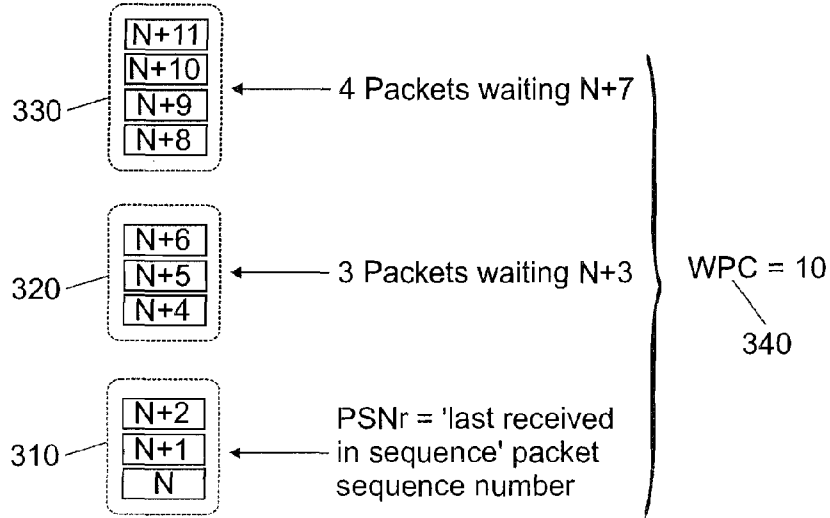 N+11
N+10
N+9
N+8
330
4 Packets waiting N+7
N+6
N+5
N+4
320
3 Packets waiting N+3
WPC = 10
340
N+2
N+1
N
310
PSNr = 'last received
in sequence' packet
sequence number